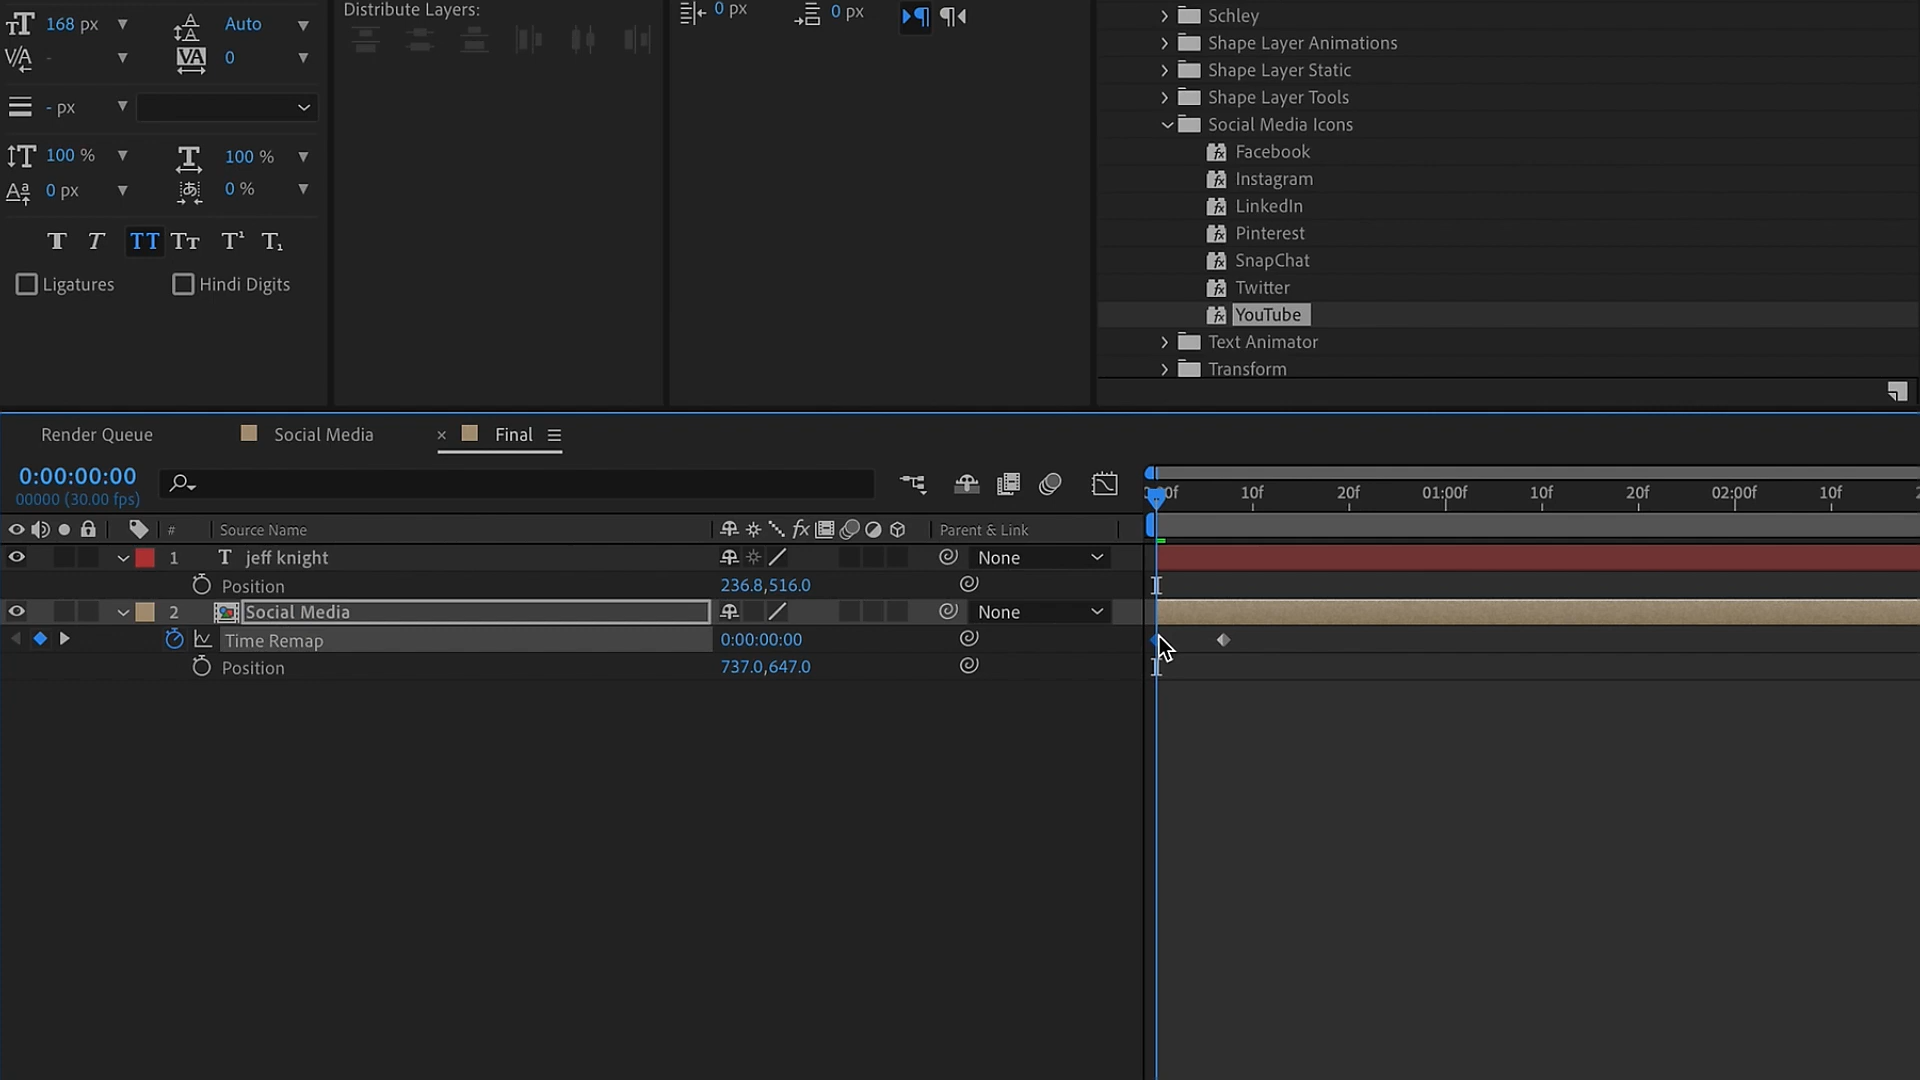 168 px
Auto
-
0
- px
100 %
100 %
0 px
0 %
TT
Ligatures
Hindi Digits
Distribute Layers:
0 px
0 px
Schley
Shape Layer Animations
Shape Layer Static
Shape Layer Tools
Social Media Icons
Facebook
Instagram
LinkedIn
Pinterest
SnapChat
Twitter
YouTube
Text Animator
Transform
Render Queue
Social Media
× Final
0:00:00:00
00000 (30.00 fps)
:00f 10f 20f 01:00f 10f 20f 02:00f 10f 2
# Source Name fx Parent & Link
1 T jeff knight None
Position 236.8,516.0
2 Social Media None
Time Remap 0:00:00:00
Position 737.0,647.0